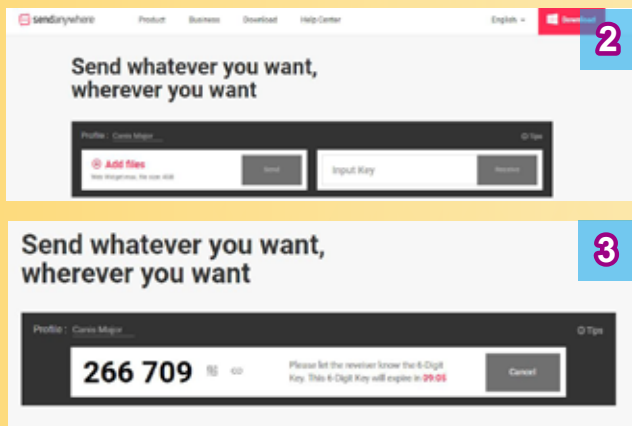 sendanywhere Product Business Download Help Center English Download
2
Send whatever you want,
wherever you want
Profile : Canis Major Tips
Add files Send Input Key Receive
3
Send whatever you want,
wherever you want
Profile : Canis Major Tips
266 709 Please let the receiver know the 6-Digit
Key. This 6 Digit Key will expire in 09:05
Cancel